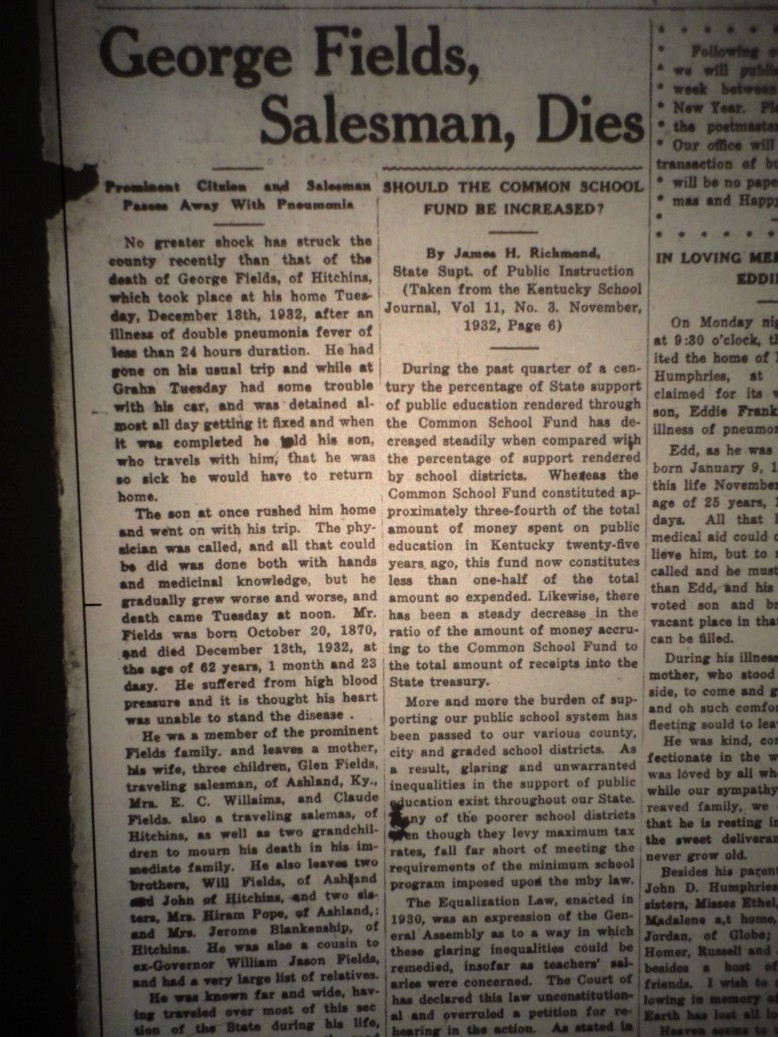 George Fields,
Salesman, Dies
Prominent Citzien and Salesman
Passes Away With Pneumonia
No greater shock has struck the
county recently than that of the
death of George Fields, of Hitchins,
which took place at his home Tues-
day, December 13th, 1932, after an
illness of double pneumonia fever of
less than 24 hours duration. He had
gone on his usual trip and while at
Grahn Tuesday had some trouble
with his car, and was detained al-
most all day getting it fixed and when
it was completed he told his son,
who travels with him, that he was
so sick he would have to return
home.
The son at once rushed him home
and went on with his trip. The phy-
sician was called, and all that could
be did was done both with hands
and medicinal knowledge, but he
gradually grew worse and worse, and
death came Tuesday at noon. Mr.
Fields was born October 20, 1870,
and died December 13th, 1932, at
the age of 62 years, 1 month and 23
dasy. He suffered from high blood
pressure and it is thought his heart
was unable to stand the disease .
He wa a member of the prominent
Fields family. and leaves a mother,
his wife, three children, Glen Fields,
traveling salesman, of Ashland, Ky.,
Mrs. E. C. Willaims, and Claude
Fields. also a traveling salemas, of
Hitchins, as well as two grandchil-
dren to mourn his death in his im-
mediate family. He also leaves two
brothers, Will Fields, of Ashland
and John of Hitchins, and two sis-
ters, Mrs. Hiram Pope, of Ashland,:
and Mrs. Jerome Blankenship, of
Hitchins. He was also a cousin to
ex-Governor William Jason Fields,
and had a very large list of relatives.
He was known far and wide, hav-
ing traveled over most of this sec
tion of the State during his life,
SHOULD THE COMMON SCHOOL
FUND BE INCREASED?
By James H. Richmond,
State Supt. of Public Instruction
(Taken from the Kentucky School
Journal, Vol 11, No. 3. November,
1932, Page 6)
During the past quarter of a cen-
tury the percentage of State support
of public education rendered through
the Common School Fund has de-
creased steadily when compared with
the percentage of support rendered
by school districts. Whereas the
Common School Fund constituted ap-
proximately three-fourth of the total
amount of money spent on public
education in Kentucky twenty-five
years ago, this fund now constitutes
less than one-half of the total
amount so expended. Likewise, there
has been a steady decrease in the
ratio of the amount of money accru-
ing to the Common School Fund to
the total amount of receipts into the
State treasury.
More and more the burden of sup-
porting our public school system has
been passed to our various county,
city and graded school districts. As
a result, glaring and unwarranted
inequalities in the support of public
education exist throughout our State.
any of the poorer school districts
even though they levy maximum tax
rates, fall far short of meeting the
requirements of the minimum school
program imposed upon the mby law.
The Equalization Law, enacted in
1930, was an expression of the Gen-
eral Assembly as to a way in which
these glaring inequalities could be
remedied, insofar as teachers' sal-
aries were concerned. The Court of
has declared this law unconstitution-
al and overruled a petition for re-
hearing in the action. As stated in
* * * * *
* Following
* we will publi
* week between
* New Year. Pl
* the postmaster
* Our office will
transaction of bu
* will be no pape
* mas and Happy
*
* * * * *
IN LOVING MEM
EDDI
On Monday nig
at 9:30 o'clock, th
ited the home of
Humphries, at
claimed for its v
son, Eddie Frank
illness of pneumon
Edd, as he was
born January 9, 1
this life November
age of 25 years,
days. All that
medical aid could d
lieve him, but to
called and he must
than Edd, and his
voted son and br
vacant place in tha
can be filled.
During his illness
mother, who stood
side, to come and g
and oh such comfo
fleeting sould to lea
He was kind, con
fectionate in the w
was loved by all wh
while our sympathy
reaved family, we
that he is resting in
the sweet deliveran
never grow old.
Besides his parent
John D. Humphries
sisters, Misses Ethel,
Madalene a,t home,
Jordan, of Globe;
Homer, Russell and
besides a host of
friends. I wish to
lowing in memory o
Earth has lost all
Heaven seems to